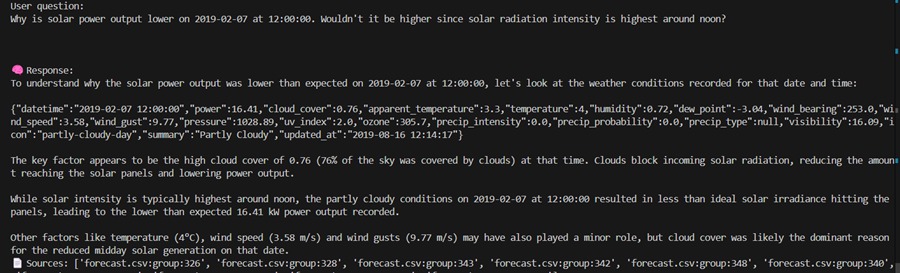 User question:
Why is solar power output lower on 2019-02-07 at 12:00:00. Wouldn't it be higher since solar radiation intensity is highest around noon?
🧠 Response:
To understand why the solar power output was lower than expected on 2019-02-07 at 12:00:00, let's look at the weather conditions recorded for that date and time:
{"datetime":"2019-02-07 12:00:00","power":16.41,"cloud_cover":0.76,"apparent_temperature":3.3,"temperature":4,"humidity":0.72,"dew_point":-3.04,"wind_bearing":253.0,"wi
nd_speed":3.58,"wind_gust":9.77,"pressure":1028.89,"uv_index":2.0,"ozone":305.7,"precip_intensity":0.0,"precip_probability":0.0,"precip_type":null,"visibility":16.09,"i
con":"partly-cloudy-day","summary":"Partly Cloudy","updated_at":"2019-08-16 12:14:17"}
The key factor appears to be the high cloud cover of 0.76 (76% of the sky was covered by clouds) at that time. Clouds block incoming solar radiation, reducing the amoun
t reaching the solar panels and lowering power output.
While solar intensity is typically highest around noon, the partly cloudy conditions on 2019-02-07 at 12:00:00 resulted in less than ideal solar irradiance hitting the
panels, leading to the lower than expected 16.41 kW power output recorded.
Other factors like temperature (4°C), wind speed (3.58 m/s) and wind gusts (9.77 m/s) may have also played a minor role, but cloud cover was likely the dominant reason
for the reduced midday solar generation on that date.
📄 Sources: ['forecast.csv:group:326', 'forecast.csv:group:328', 'forecast.csv:group:343', 'forecast.csv:group:342', 'forecast.csv:group:348', 'forecast.csv:group:340',